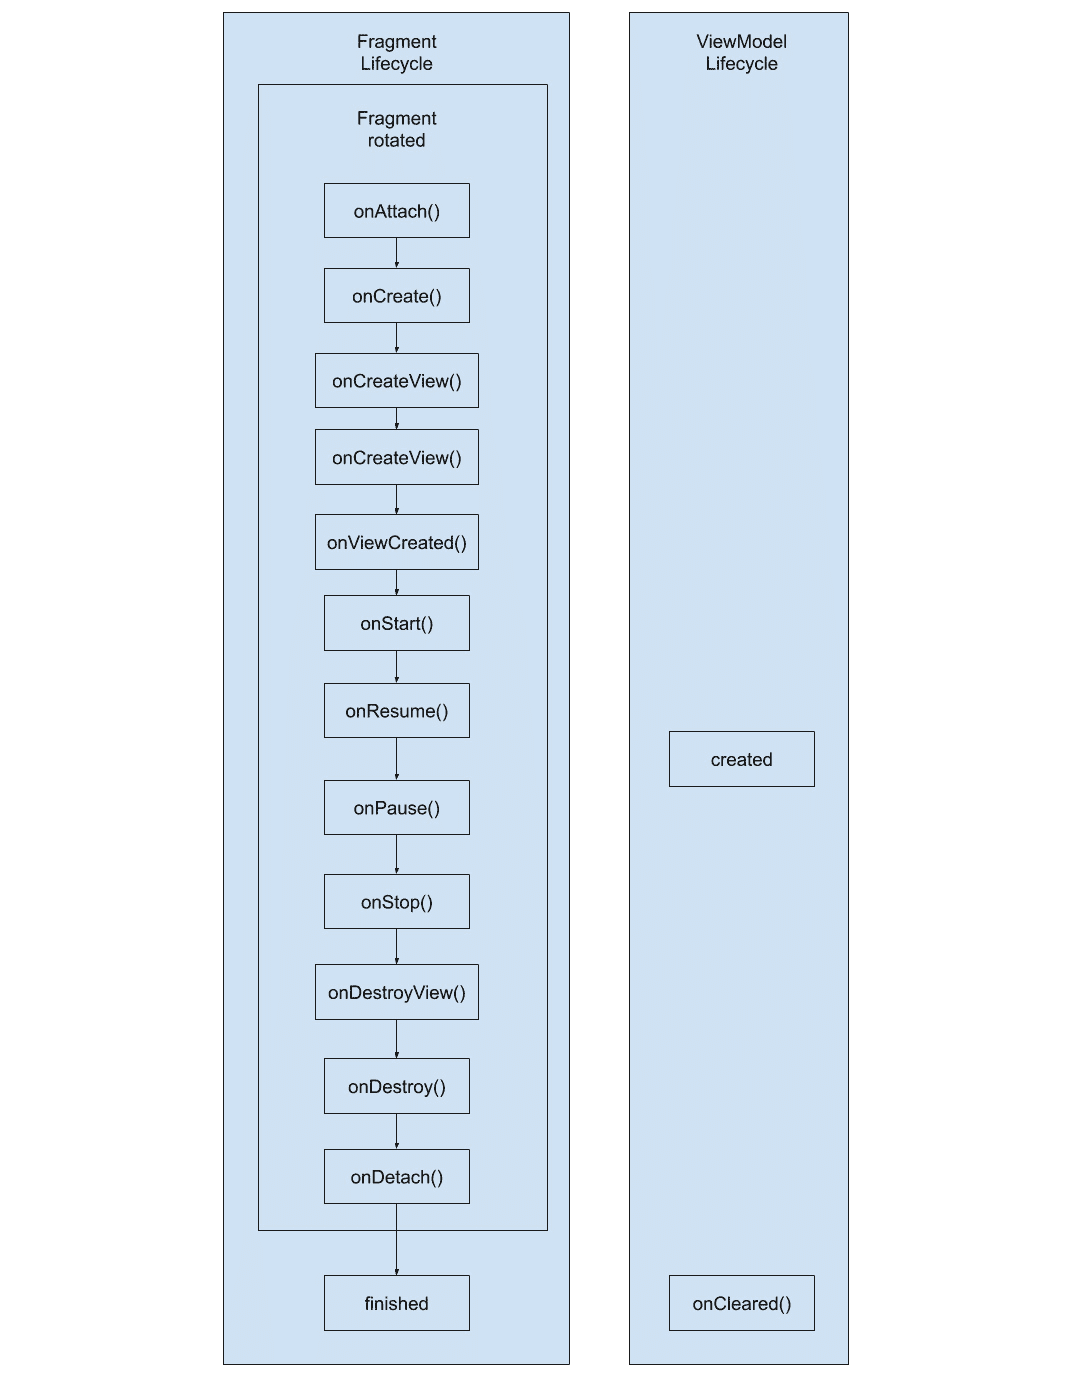 Fragment
Lifecycle
Fragment
rotated
onAttach()
onCreate()
onCreateView()
onCreateView()
onViewCreated()
onStart()
onResume()
onPause()
onStop()
onDestroyView()
onDestroy()
onDetach()
finished
ViewModel
Lifecycle
created
onCleared()